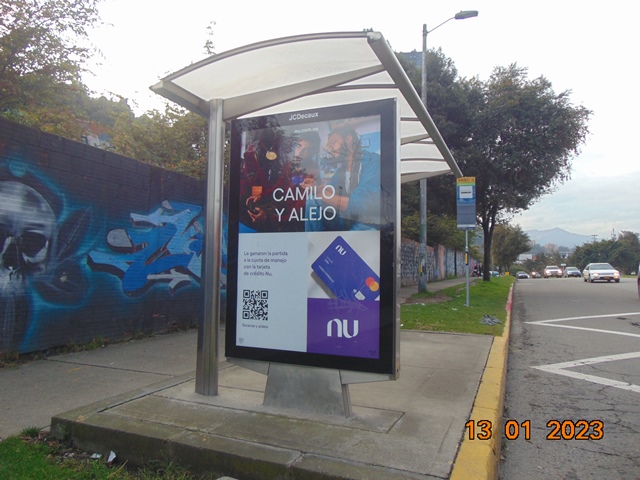 JCDecaux
CAMILO
Y ALEJO
Le ganaron la partida
a la cuota de manejo
con la tarjeta
de crédito Nu.
nu
nu
13 01 2023